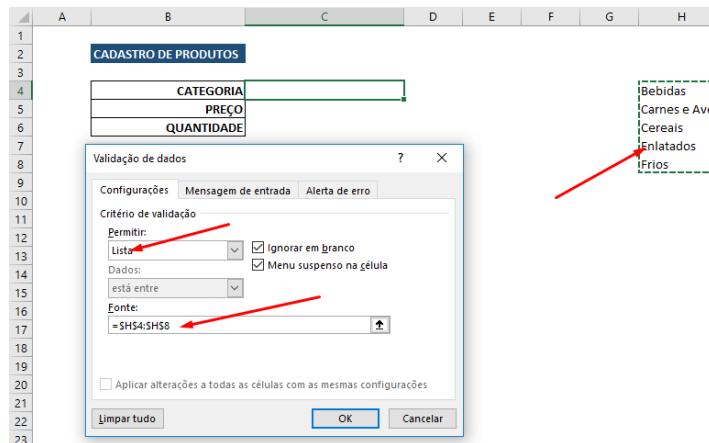 A B C D E F G H
1
2 CADASTRO DE PRODUTOS
3
4 CATEGORIA Bebidas
5 PREÇO Carnes e Ave
6 QUANTIDADE Cereais
7 Enlatados
8 Frios
9
10
11
12
13
14
15
16
17
18
19
20
21
22
23
Validação de dados ? X
Configurações Mensagem de entrada Alerta de erro
Critério de validação
Permitir:
Lista
Ignorar em branco
Menu suspenso na célula
Dados:
está entre
Fonte:
=$H$4:$H$8
Aplicar alterações a todas as células com as mesmas configurações
Limpar tudo OK Cancelar